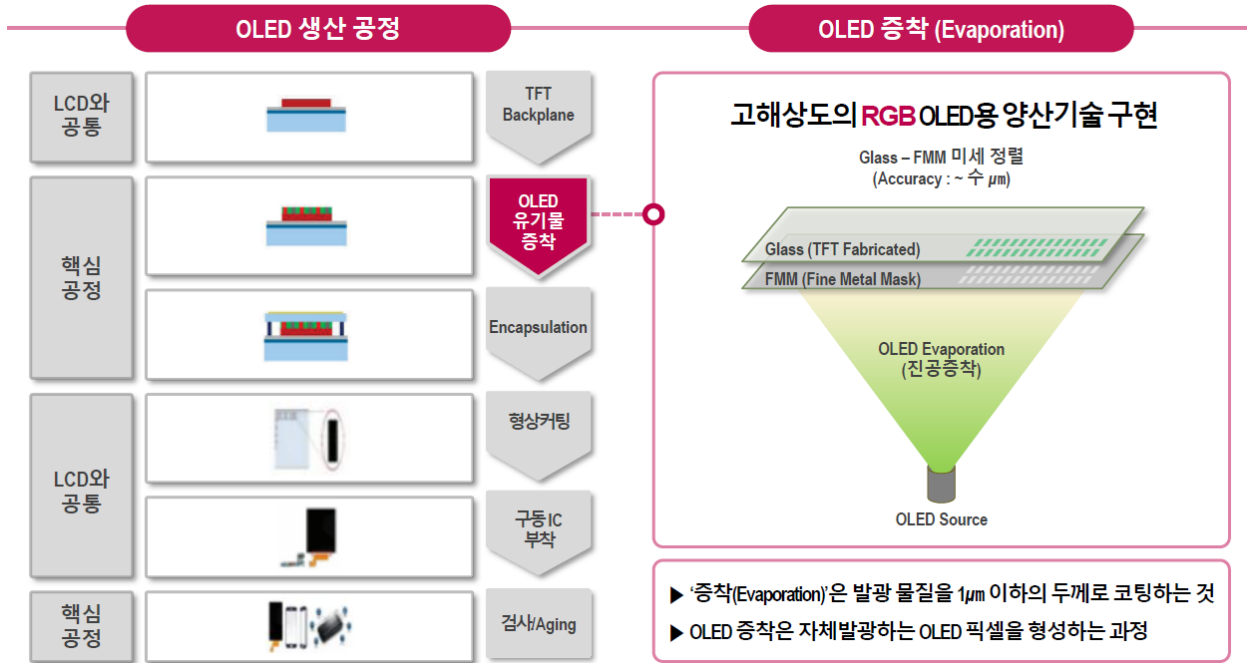 OLED 생산 공정
LCD와
공통
TFT
Backplane
핵심
공정
OLED
유기물
증착
Encapsulation
LCD와
공통
형상커팅
구동 IC
부착
핵심
공정
검사/Aging
OLED 증착 (Evaporation)
고해상도의 RGB OLED용 양산기술 구현
Glass – FMM 미세 정렬
(Accuracy : ~ 수 μm)
Glass (TFT Fabricated)
FMM (Fine Metal Mask)
OLED Evaporation
(진공증착)
OLED Source
▶ ‘증착(Evaporation)’은 발광 물질을 1μm 이하의 두께로 코팅하는 것
▶ OLED 증착은 자체발광하는 OLED 픽셀을 형성하는 과정